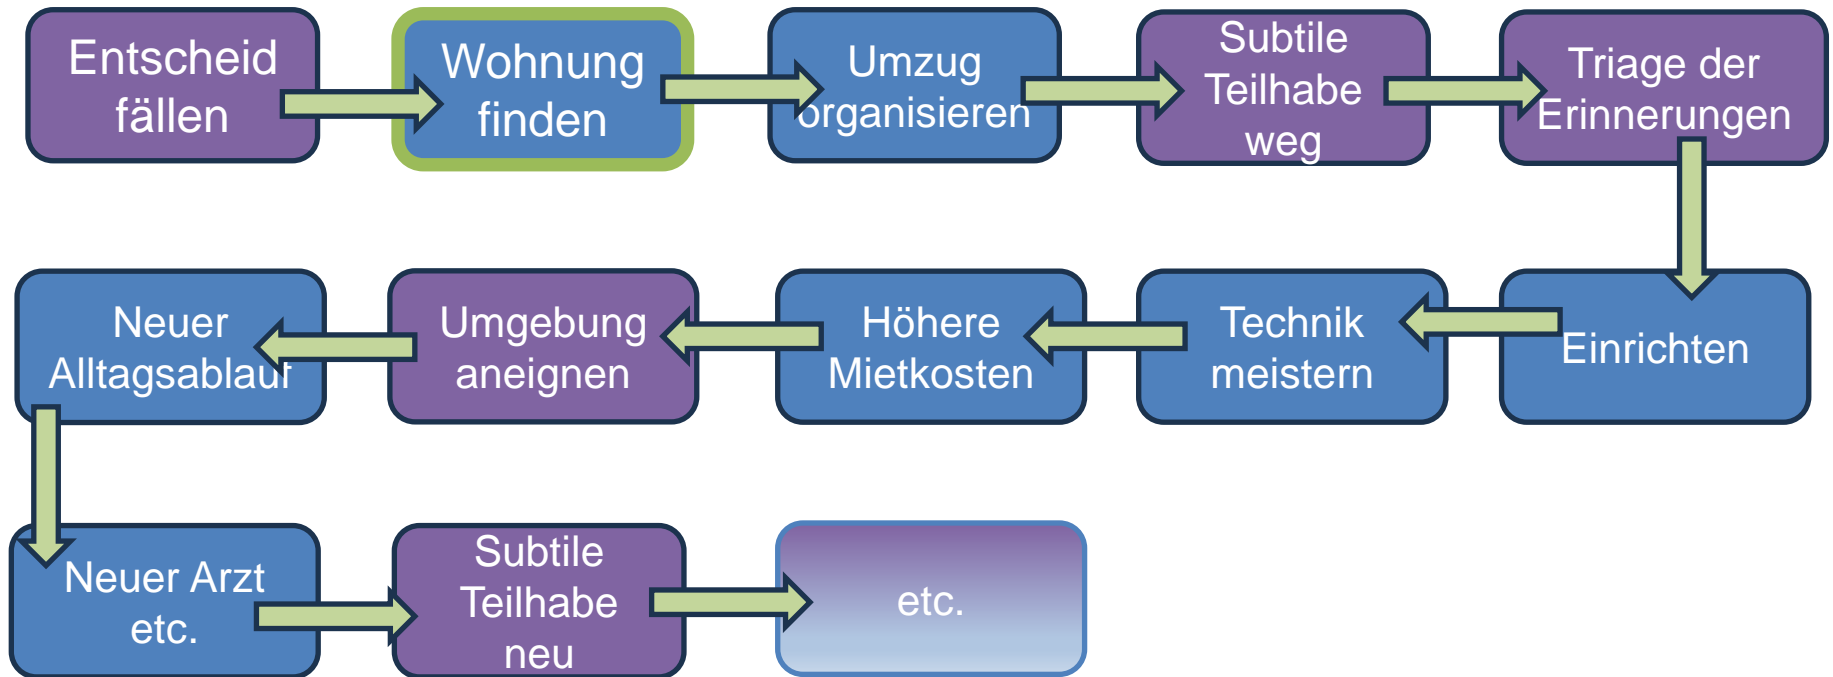 Entscheid
fällen
Wohnung
finden
Umzug
organisieren
Subtile
Teilhabe
weg
Triage der
Erinnerungen
Einrichten
Technik
meistern
Höhere
Mietkosten
Umgebung
aneignen
Neuer
Alltagsablauf
Neuer Arzt
etc.
Subtile
Teilhabe
neu
etc.